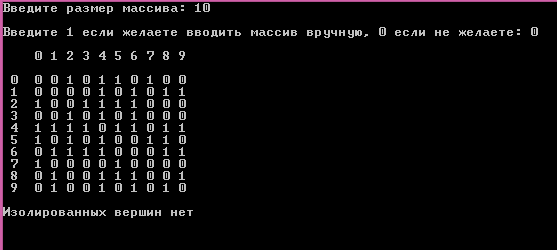 Введите размер массива: 10
Введите 1 если желаете вводить массив вручную, 0 если не желаете: 0
0 1 2 3 4 5 6 7 8 9
0 0 0 1 0 1 1 0 1 0 0
1 0 0 0 0 1 0 1 0 1 1
2 1 0 0 1 1 1 1 0 0 0
3 0 0 1 0 1 0 1 0 0 0
4 1 1 1 1 0 1 1 0 1 1
5 1 0 1 0 1 0 0 1 1 0
6 0 1 1 1 1 0 0 0 1 1
7 1 0 0 0 0 1 0 0 0 0
8 0 1 0 0 1 1 1 0 0 1
9 0 1 0 0 1 0 1 0 1 0
Изолированных вершин нет